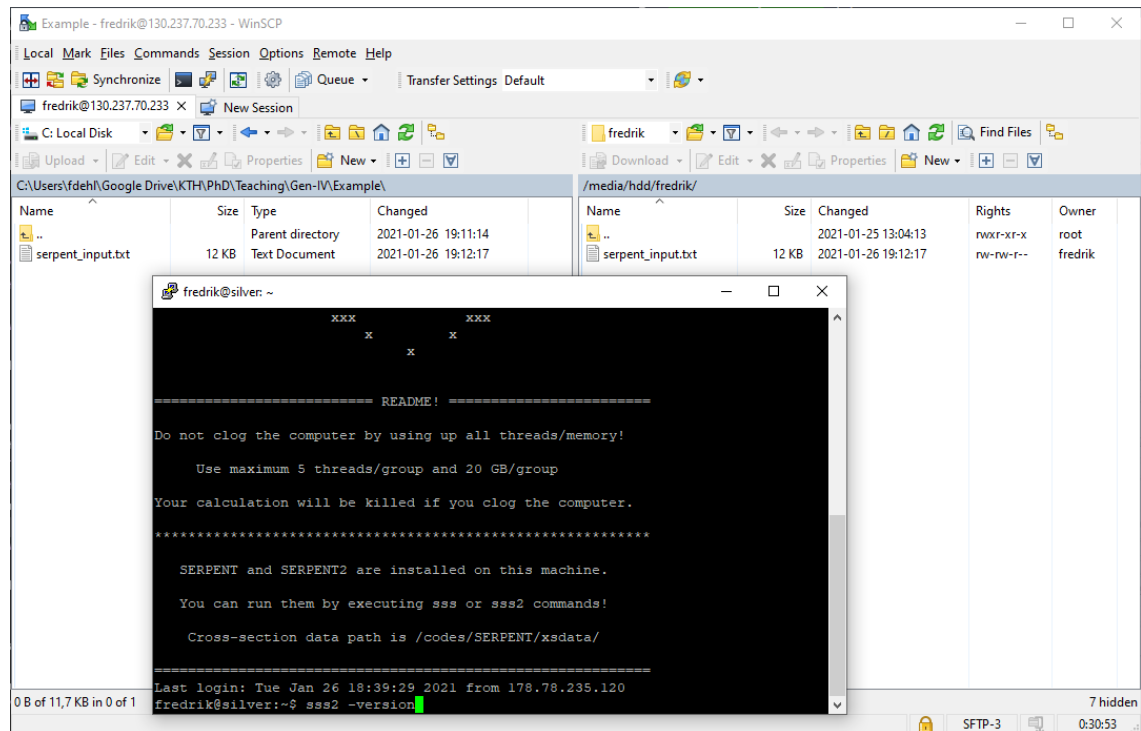 Example - fredrik@130.237.70.233 - WinSCP
Local Mark Files Commands Session Options Remote Help
Synchronize Queue Transfer Settings Default
fredrik@130.237.70.233 New Session
C: Local Disk fredrik Find Files
Upload Edit Properties New Download Edit Properties New
C:\Users\fdehl\Google Drive\KTH\PhD\Teaching\Gen-IV\Example\ /media/hdd/fredrik/
Name Size Type Changed Name Size Changed Rights Owner
.. Parent directory 2021-01-26 19:11:14 .. 2021-01-25 13:04:13 rwxr-xr-x root
serpent_input.txt 12 KB Text Document 2021-01-26 19:12:17 serpent_input.txt 12 KB 2021-01-26 19:12:17 rw-rw-r-- fredrik
fredrik@silver: ~
xxx xxx
x x
x
========================== README! ========================
Do not clog the computer by using up all threads/memory!
Use maximum 5 threads/group and 20 GB/group
Your calculation will be killed if you clog the computer.
***********************************************************
SERPENT and SERPENT2 are installed on this machine.
You can run them by executing sss or sss2 commands!
Cross-section data path is /codes/SERPENT/xsdata/
===========================================================
Last login: Tue Jan 26 18:39:29 2021 from 178.78.235.120
fredrik@silver:~$ sss2 -version
0 B of 11,7 KB in 0 of 1 7 hidden
SFTP-3 0:30:53